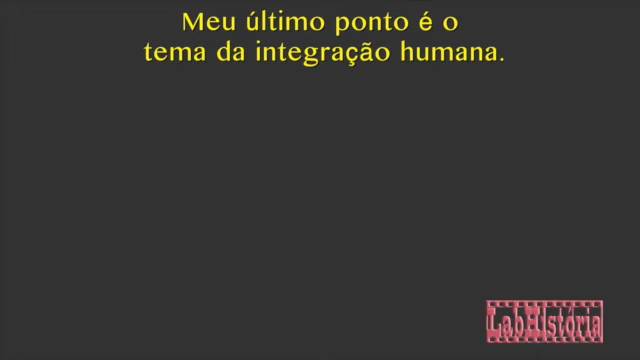 Meu último ponto é o
tema da integração humana.
LabHistória